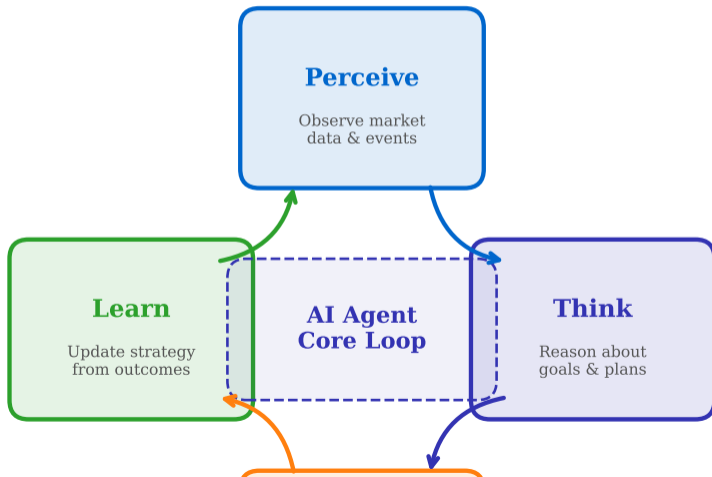 Perceive
Observe market
data & events
Learn
Update strategy
from outcomes
AI Agent
Core Loop
Think
Reason about
goals & plans